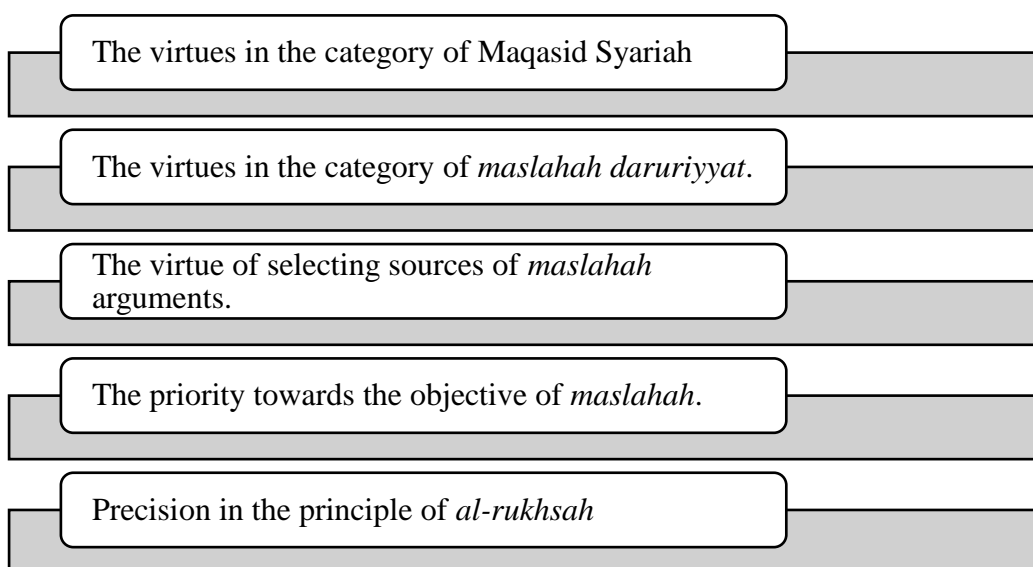 The virtues in the category of Maqasid Syariah
The virtues in the category of maslahah daruriyyat.
The virtue of selecting sources of maslahah
arguments.
The priority towards the objective of maslahah.
Precision in the principle of al-rukhsah